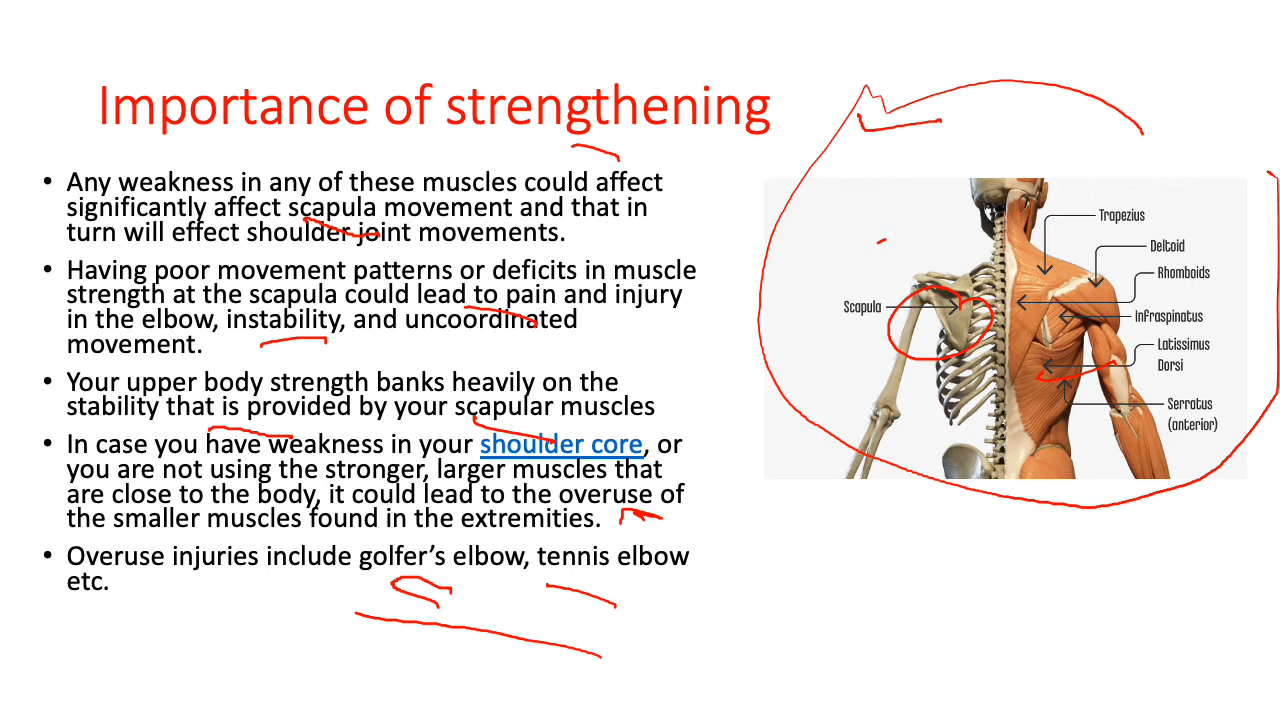 Importance of strengthening
• Any weakness in any of these muscles could affect
significantly affect scapula movement and that in
turn will effect shoulder joint movements.
• Having poor movement patterns or deficits in muscle
strength at the scapula could lead to pain and injury
in the elbow, instability, and uncoordinated
movement.
• Your upper body strength banks heavily on the
stability that is provided by your scapular muscles
• In case you have weakness in your shoulder core, or
you are not using the stronger, larger muscles that
are close to the body, it could lead to the overuse of
the smaller muscles found in the extremities.
• Overuse injuries include golfer’s elbow, tennis elbow
etc.
Trapezius
Deltoid
Rhomboids
Scapula
Infraspinatus
Latissimus
Dorsi
Serratus
(anterior)